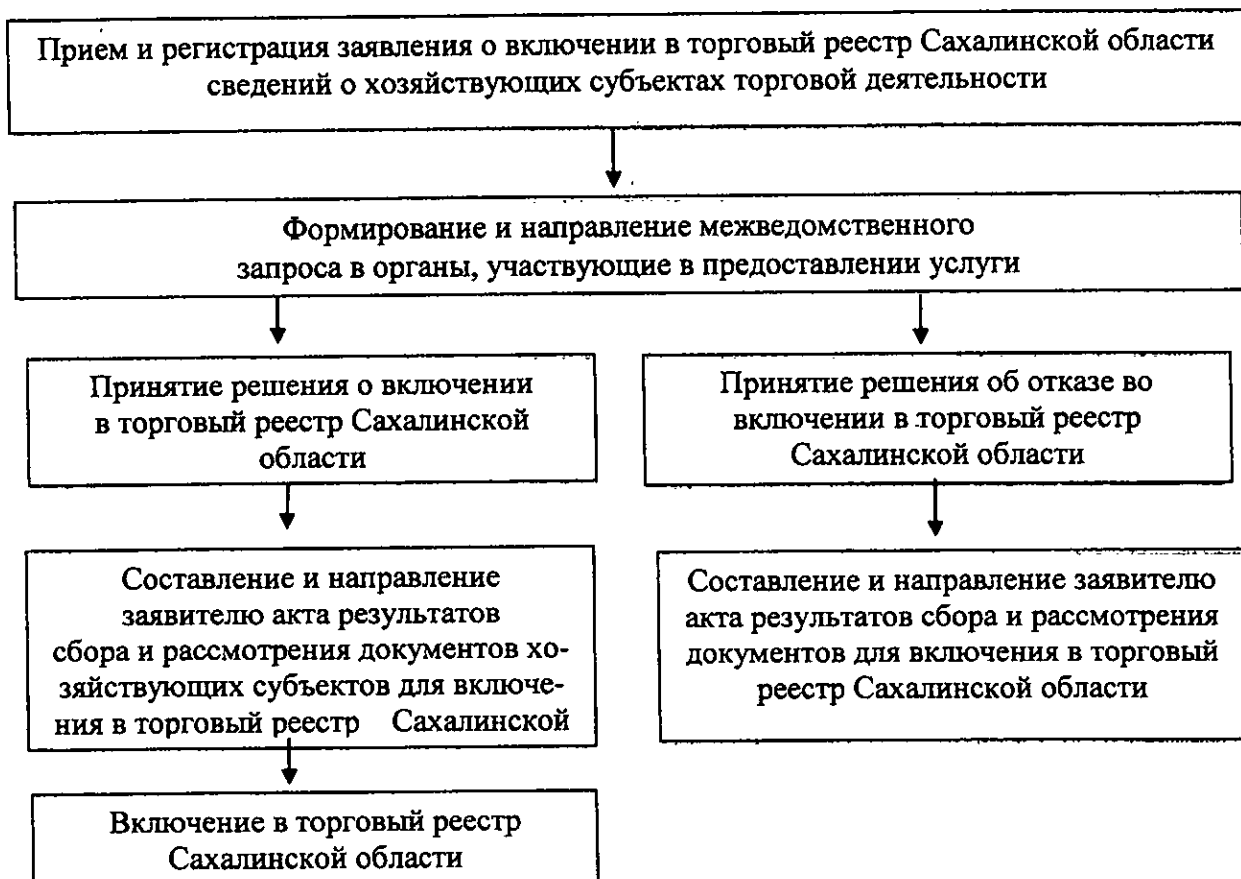 Прием и регистрация заявления о включении в торговый реестр Сахалинской области
сведений о хозяйствующих субъектах торговой деятельности
Формирование и направление межведомственного
запроса в органы, участвующие в предоставлении услуги
Принятие решения о включении
в торговый реестр Сахалинской
области
Принятие решения об отказе во
включении в торговый реестр
Сахалинской области
Составление и направление
заявителю акта результатов
сбора и рассмотрения документов хо-
зяйствующих субъектов для включе-
ния в торговый реестр Сахалинской
Составление и направление заявителю
акта результатов сбора и рассмотрения
документов для включения в торговый
реестр Сахалинской области
Включение в торговый реестр
Сахалинской области